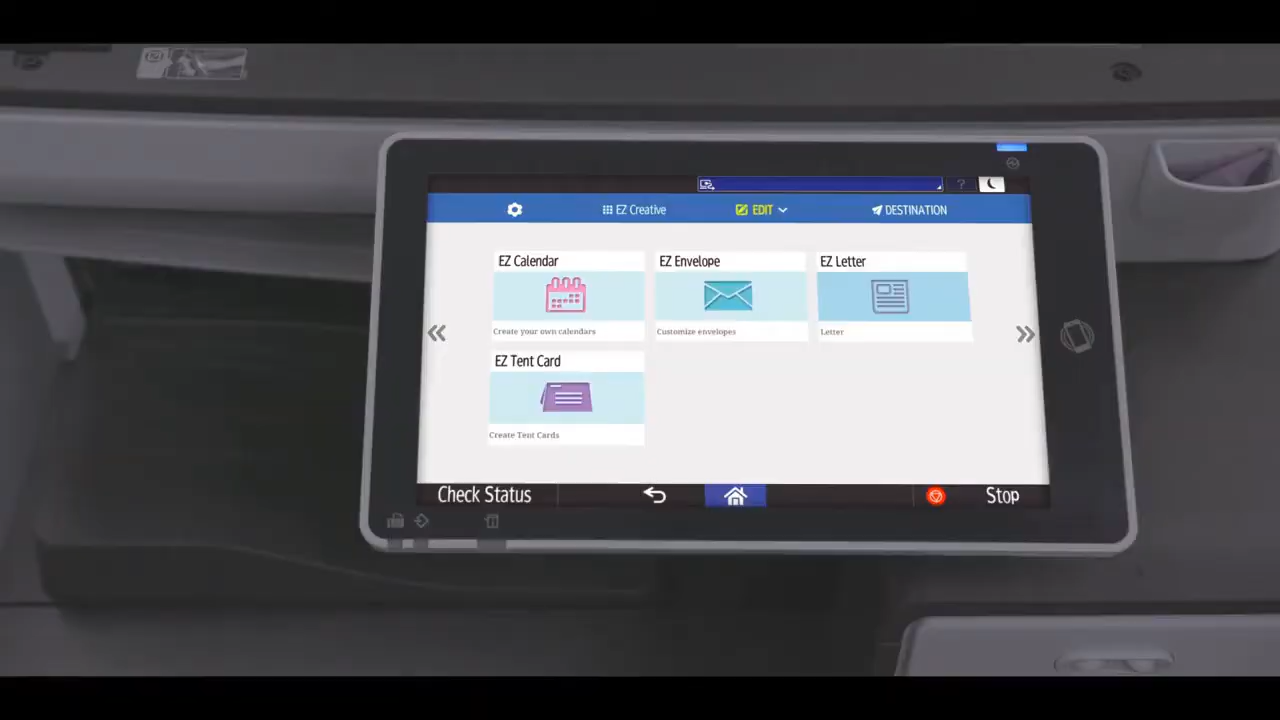 ?
EZ Creative
EDIT
DESTINATION
EZ Calendar
EZ Envelope
EZ Letter
Create your own calendars
Customize envelopes
Letter
EZ Tent Card
Create Tent Cards
Check Status
Stop